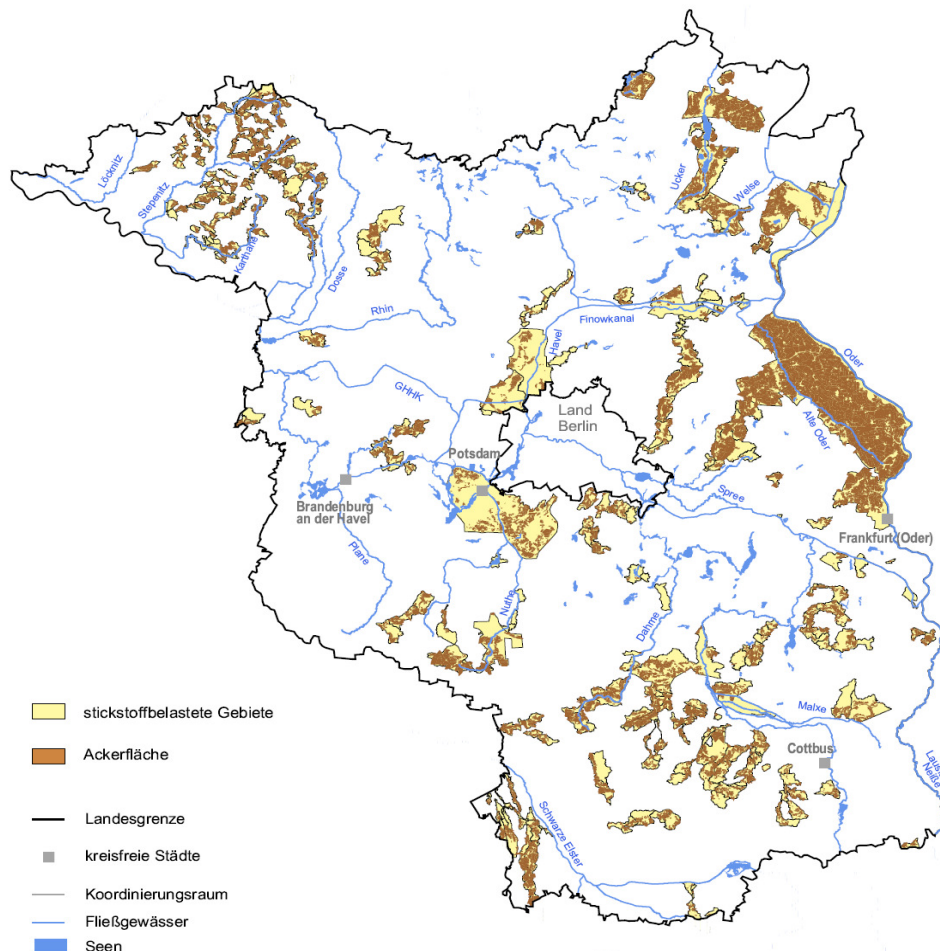 Löcknitz
Stepenitz
Karthane
Dosse
Rhin
Ucker
Welse
Finowkanal
Havel
Oder
Alte Oder
GHHK
Land
Berlin
Potsdam
Spree
Brandenburg
an der Havel
Frankfurt (Oder)
Plane
Nuthe
Dahme
Malxe
Cottbus
Schwarze Elster
Neiße
stickstoffbelastete Gebiete
Ackerfläche
Landesgrenze
kreisfreie Städte
Koordinierungsraum
Fließgewässer
Seen